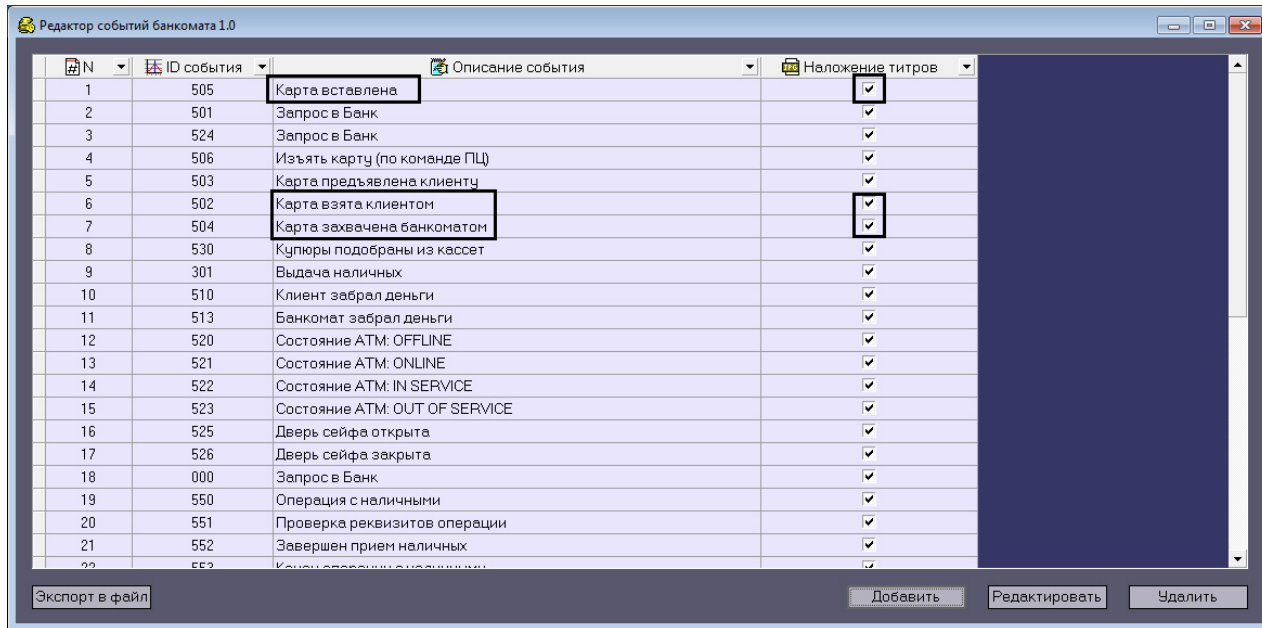 Редактор событий банкомата 1.0
N ID события Описание события Наложение титров
1 505 Карта вставлена
2 501 Запрос в Банк
3 524 Запрос в Банк
4 506 Изъять карту (по команде ПЦ)
5 503 Карта предъявлена клиенту
6 502 Карта взята клиентом
7 504 Карта захвачена банкоматом
8 530 Купюры подобраны из кассет
9 301 Выдача наличных
10 510 Клиент забрал деньги
11 513 Банкомат забрал деньги
12 520 Состояние ATM: OFFLINE
13 521 Состояние ATM: ONLINE
14 522 Состояние ATM: IN SERVICE
15 523 Состояние ATM: OUT OF SERVICE
16 525 Дверь сейфа открыта
17 526 Дверь сейфа закрыта
18 000 Запрос в Банк
19 550 Операция с наличными
20 551 Проверка реквизитов операции
21 552 Завершен прием наличных
Экспорт в файл Добавить Редактировать Удалить